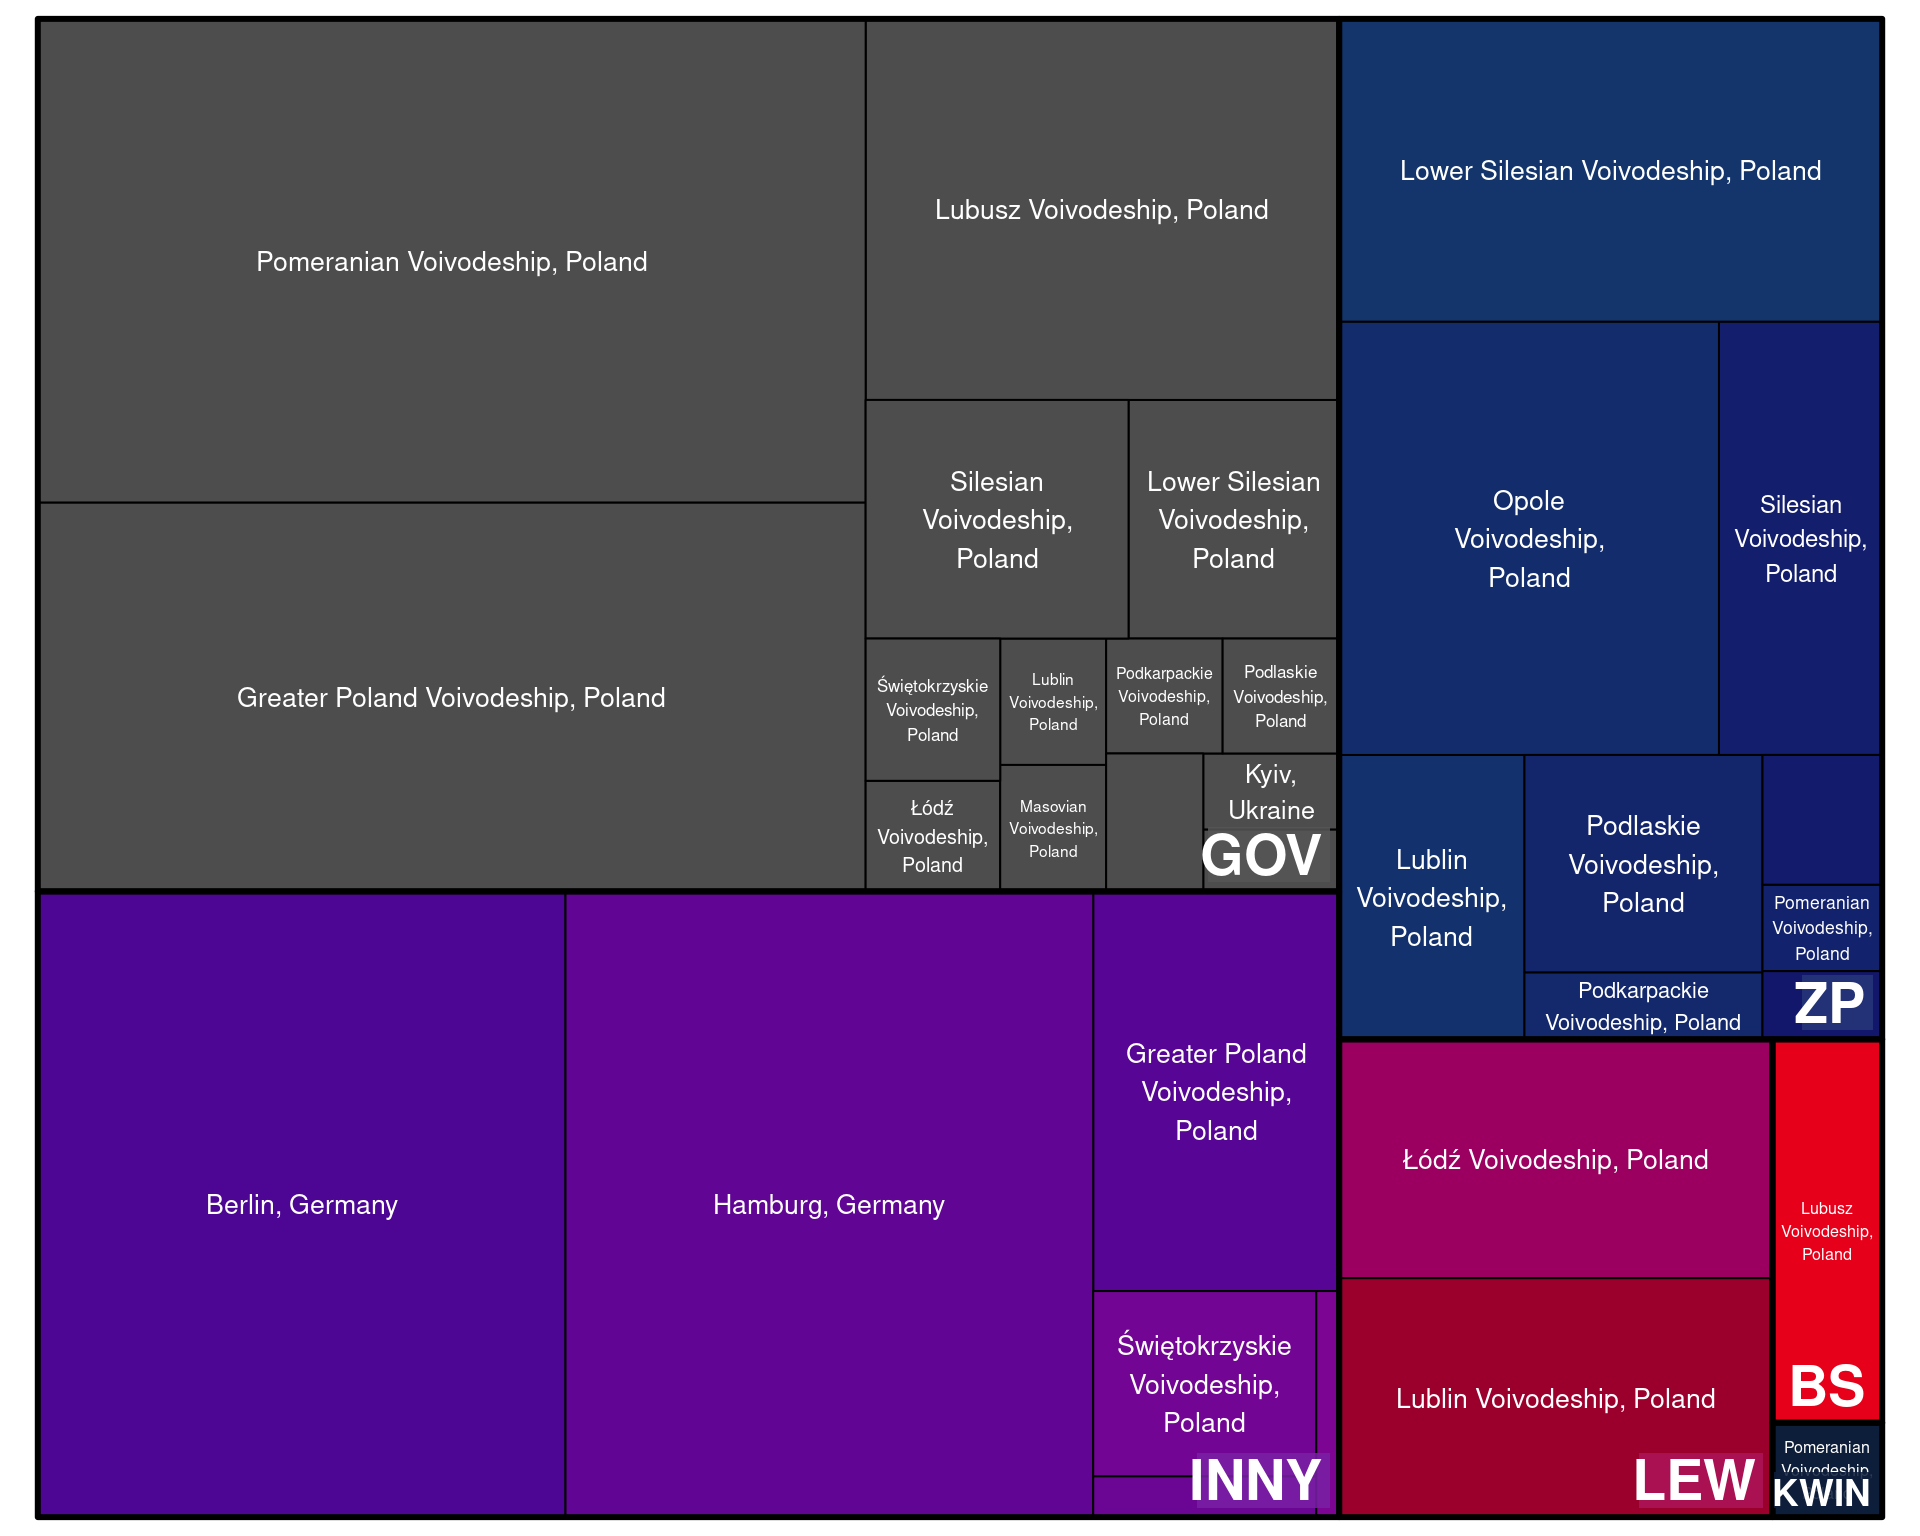 Pomeranian Voivodeship, Poland
Greater Poland Voivodeship, Poland
Lubusz Voivodeship, Poland
Silesian
Voivodeship,
Poland
Lower Silesian
Voivodeship,
Poland
Świętokrzyskie
Voivodeship,
Poland
Łódź
Voivodeship,
Poland
Lublin
Voivodeship,
Poland
Masovian
Voivodeship,
Poland
Podkarpackie
Voivodeship,
Poland
Podlaskie
Voivodeship,
Poland
Kyiv,
Ukraine
GOV
Berlin, Germany
Hamburg, Germany
Greater Poland
Voivodeship,
Poland
Świętokrzyskie
Voivodeship,
Poland
INNY
Lower Silesian Voivodeship, Poland
Opole
Voivodeship,
Poland
Silesian
Voivodeship,
Poland
Lublin
Voivodeship,
Poland
Podlaskie
Voivodeship,
Poland
Podkarpackie
Voivodeship, Poland
Pomeranian
Voivodeship,
Poland
ZP
Łódź Voivodeship, Poland
Lublin Voivodeship, Poland
LEW
Lubusz
Voivodeship,
Poland
BS
Pomeranian
Voivodeship,
KWIN